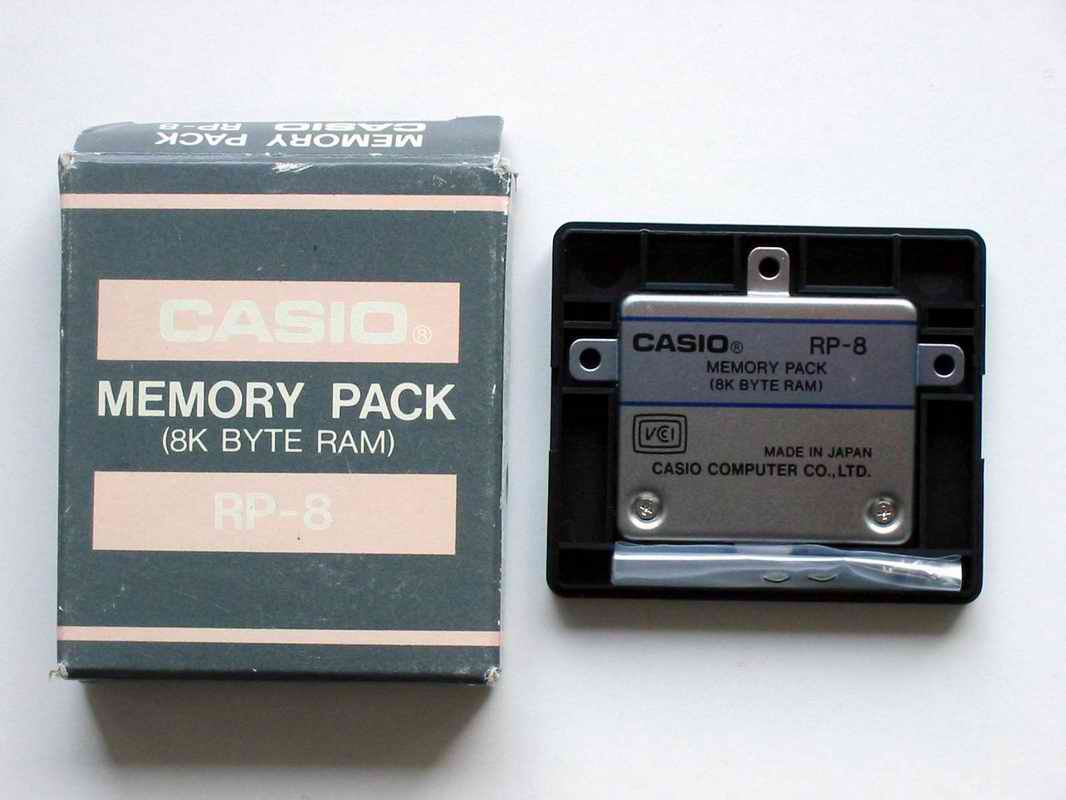 MEMORY PACK
CASIO RP-8
CASIO®
MEMORY PACK
(8K BYTE RAM)
RP-8
CASIO® RP-8
MEMORY PACK
(8K BYTE RAM)
VCCI
MADE IN JAPAN
CASIO COMPUTER CO.,LTD.